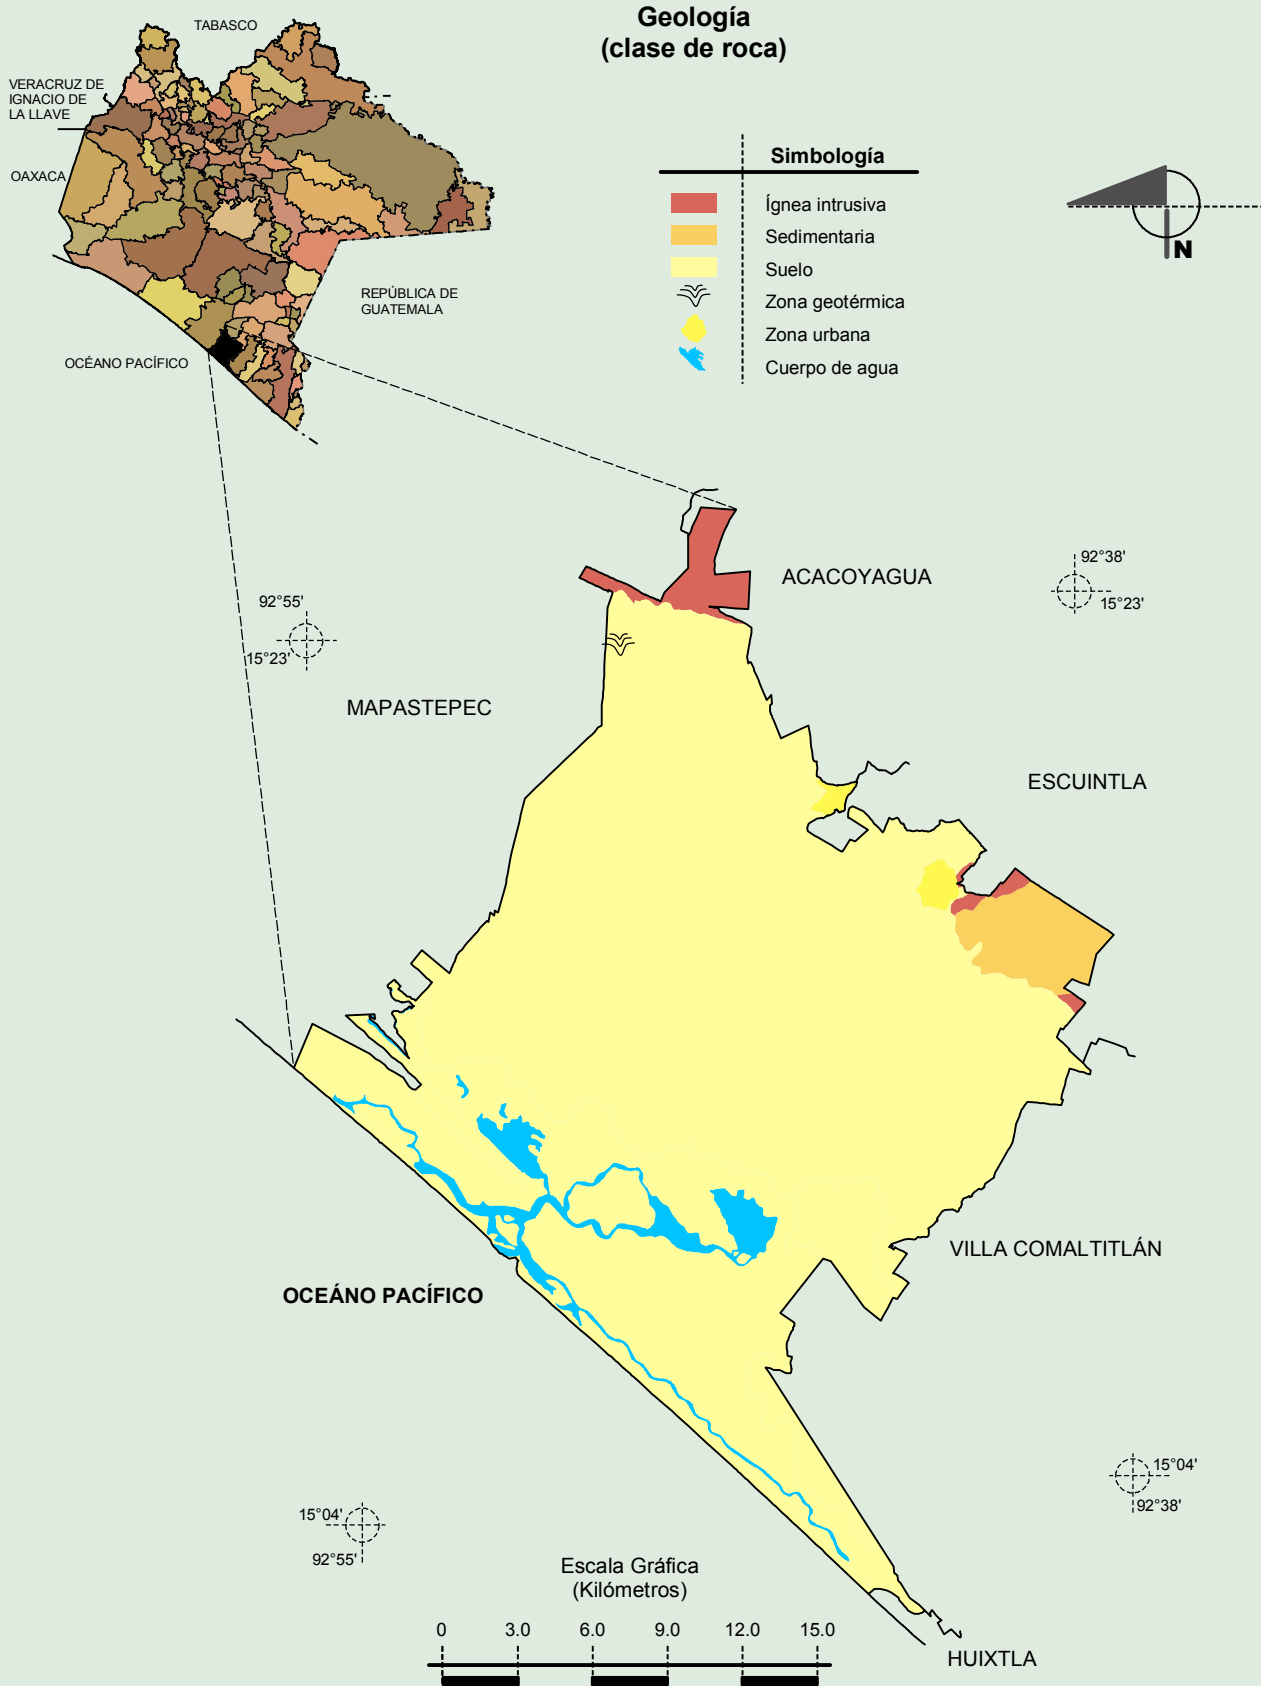 Geología
(clase de roca)
TABASCO
VERACRUZ DE
IGNACIO DE
LA LLAVE
OAXACA
REPÚBLICA DE
GUATEMALA
OCÉANO PACÍFICO
Simbología
Ígnea intrusiva
Sedimentaria
Suelo
Zona geotérmica
Zona urbana
Cuerpo de agua
N
92°38'
15°23'
ACACOYAGUA
92°55'
15°23'
MAPASTEPEC
ESCUINTLA
VILLA COMALTITLÁN
OCEÁNO PACÍFICO
15°04'
92°38'
15°04'
92°55'
Escala Gráfica
(Kilómetros)
0 3.0 6.0 9.0 12.0 15.0
HUIXTLA